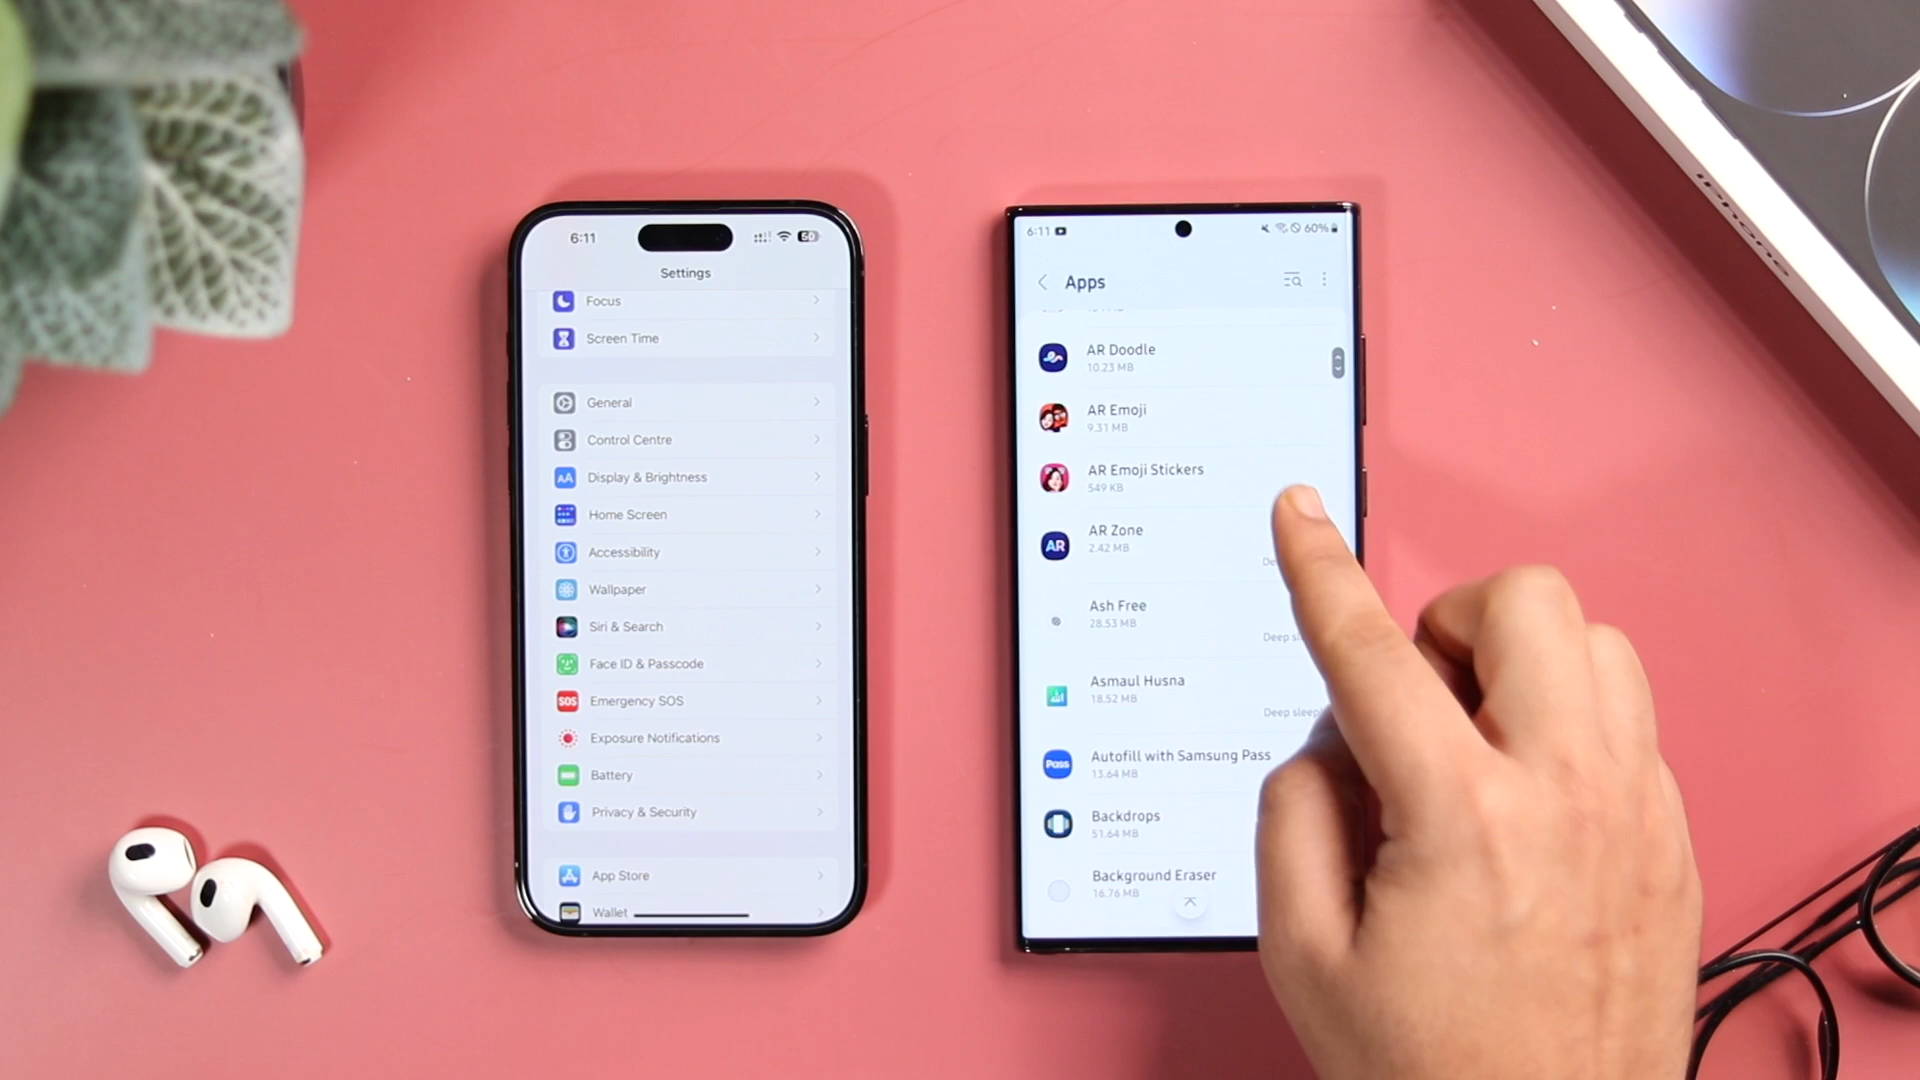 6:11
50
Settings
Focus
Screen Time
General
Control Centre
AA
Display & Brightness
Home Screen
Accessibility
Wallpaper
Siri & Search
Face ID & Passcode
SOS
Emergency SOS
Exposure Notifications
Battery
Privacy & Security
App Store
Wallet
6:11
60%
Apps
AR Doodle
10.23 MB
AR Emoji
9.31 MB
AR Emoji Stickers
549 KB
AR
AR Zone
2.42 MB
Ash Free
28.53 MB
Deep
Asmaul Husna
18.52 MB
Deep
Pass
Autofill with Samsung Pass
13.64 MB
Backdrops
51.64 MB
Background Eraser
16.76 MB
iPhone